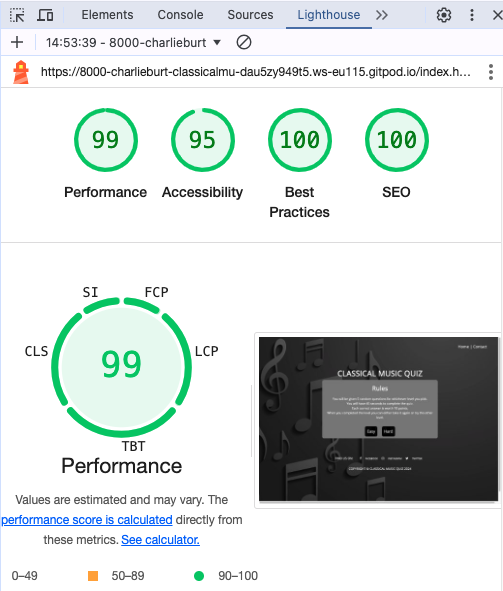 Elements Console Sources Lighthouse
14:53:39 - 8000-charlieburt
https://8000-charlieburt-classicalmu-dau5zy949t5.ws-eu115.gitpod.io/index.h...
99 95 100 100
Performance Accessibility Best Practices SEO
SI FCP
CLS LCP
99
TBT
Performance
Values are estimated and may vary. The
performance score is calculated directly from
these metrics. See calculator.
Home | Contact
CLASSICAL MUSIC QUIZ
Rules
Easy Hard
COPYRIGHT © CLASSICAL MUSIC QUIZ 2024
0–49 50–89 90–100